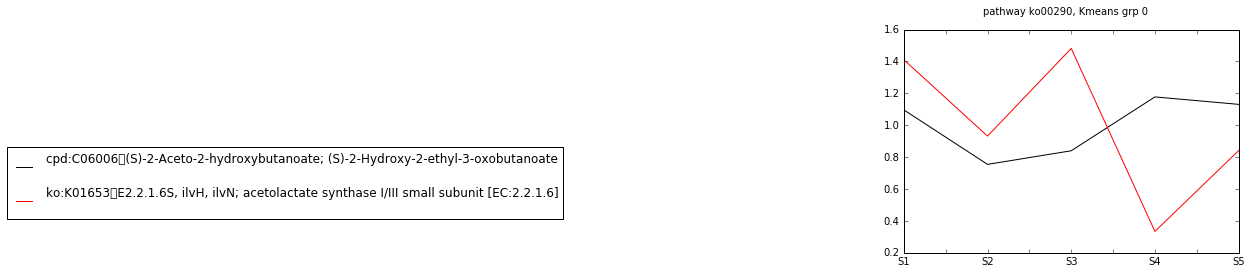 pathway ko00290, Kmeans grp 0
1.6
1.4
1.2
1.0
0.8
0.6
0.4
0.2
S1 S2 S3 S4 S5
cpd:C06006▯(S)-2-Aceto-2-hydroxybutanoate; (S)-2-Hydroxy-2-ethyl-3-oxobutanoate
ko:K01653▯E2.2.1.6S, ilvH, ilvN; acetolactate synthase I/III small subunit [EC:2.2.1.6]